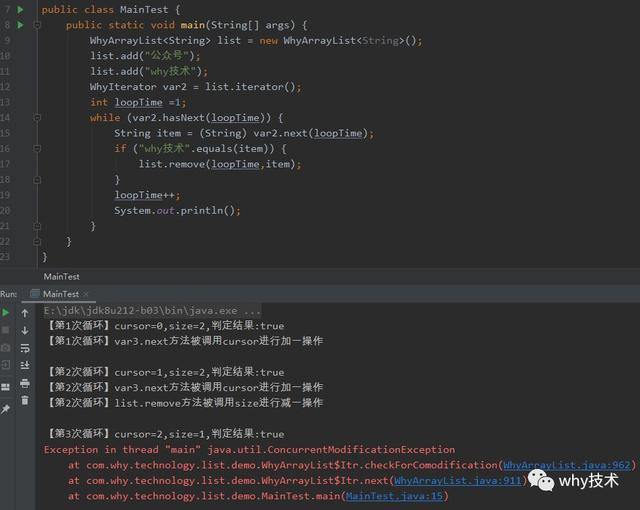 7 public class MainTest {
8 public static void main(String[] args) {
9 WhyArrayList<String> list = new WhyArrayList<String>();
10 list.add("公众号");
11 list.add("why技术");
12 WhyIterator var2 = list.iterator();
13 int loopTime =1;
14 while (var2.hasNext(loopTime)) {
15 String item = (String) var2.next(loopTime);
16 if ("why技术".equals(item)) {
17 list.remove(loopTime,item);
18 }
19 loopTime++;
20 System.out.println();
21 }
22 }
23 }
MainTest
Run: MainTest ×
E:\jdk\jdk8u212-b03\bin\java.exe ...
【第1次循环】cursor=0,size=2,判定结果:true
【第1次循环】var3.next方法被调用cursor进行加一操作
【第2次循环】cursor=1,size=2,判定结果:true
【第2次循环】var3.next方法被调用cursor进行加一操作
【第2次循环】list.remove方法被调用size进行减一操作
【第3次循环】cursor=2,size=1,判定结果:true
Exception in thread "main" java.util.ConcurrentModificationException
at com.why.technology.list.demo.WhyArrayList$Itr.checkForComodification(WhyArrayList.java:962)
at com.why.technology.list.demo.WhyArrayList$Itr.next(WhyArrayList.java:911)
at com.why.technology.list.demo.MainTest.main(MainTest.java:15)
why技术